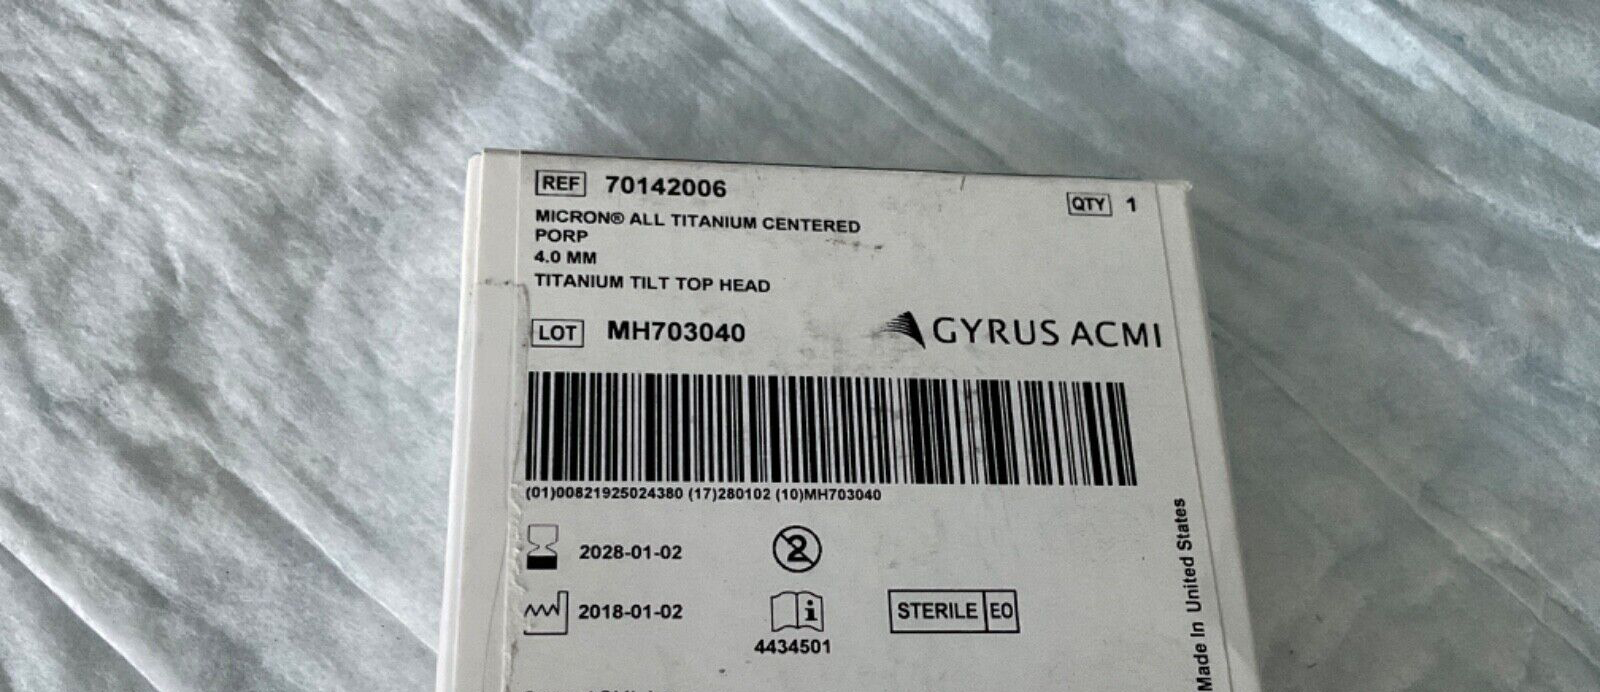 REF 70142006
QTY 1
MICRON® ALL TITANIUM CENTERED
PORP
4.0 MM
TITANIUM TILT TOP HEAD
LOT MH703040
GYRUS ACMI
(01)00821925024380 (17)280102 (10)MH703040
2028-01-02
2
2018-01-02
i
4434501
STERILE EO
Made In United States